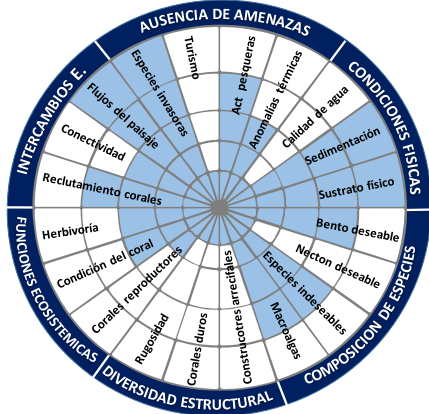 AUSENCIA DE AMENAZAS
CONDICIONES FISICAS
COMPOSICION DE ESPECIES
DIVERSIDAD ESTRUCTURAL
FUNCIONES ECOSISTEMICAS
INTERCAMBIOS E.
Turismo
Act pesqueras
Anomalías térmicas
Calidad de agua
Sedimentación
Sustrato físico
Bento deseable
Necton deseable
Especies indeseables
Macroalgas
Construcotres arrecifales
Corales duros
Rugosidad
Corales reproductores
Condición del coral
Herbivoría
Reclutamiento corales
Conectividad
Flujos del paisaje
Especies invasoras